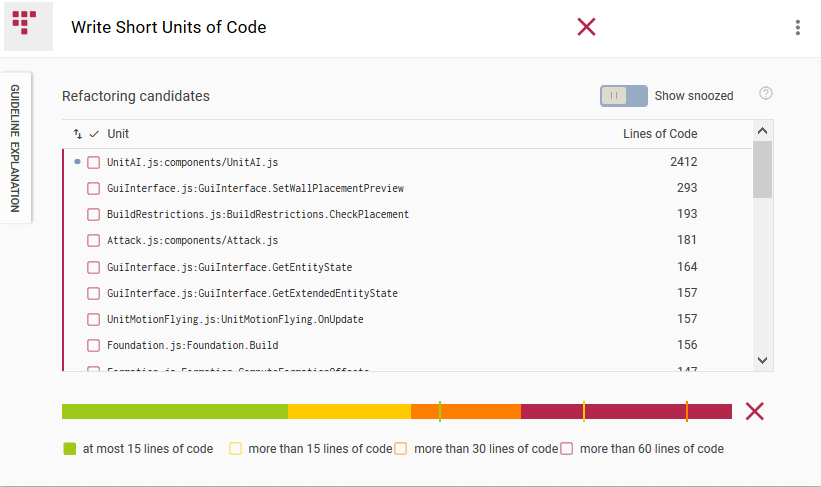 Write Short Units of Code
GUIDELINE EXPLANATION
Refactoring candidates
Show snoozed
Unit Lines of Code
UnitAI.js:components/UnitAI.js 2412
GuiInterface.js:GuiInterface.SetWallPlacementPreview 293
BuildRestrictions.js:BuildRestrictions.CheckPlacement 193
Attack.js:components/Attack.js 181
GuiInterface.js:GuiInterface.GetEntityState 164
GuiInterface.js:GuiInterface.GetExtendedEntityState 157
UnitMotionFlying.js:UnitMotionFlying.OnUpdate 157
Foundation.js:Foundation.Build 156
Formation.js:Formation.ComputeFormationOffsets 147
at most 15 lines of code more than 15 lines of code more than 30 lines of code more than 60 lines of code